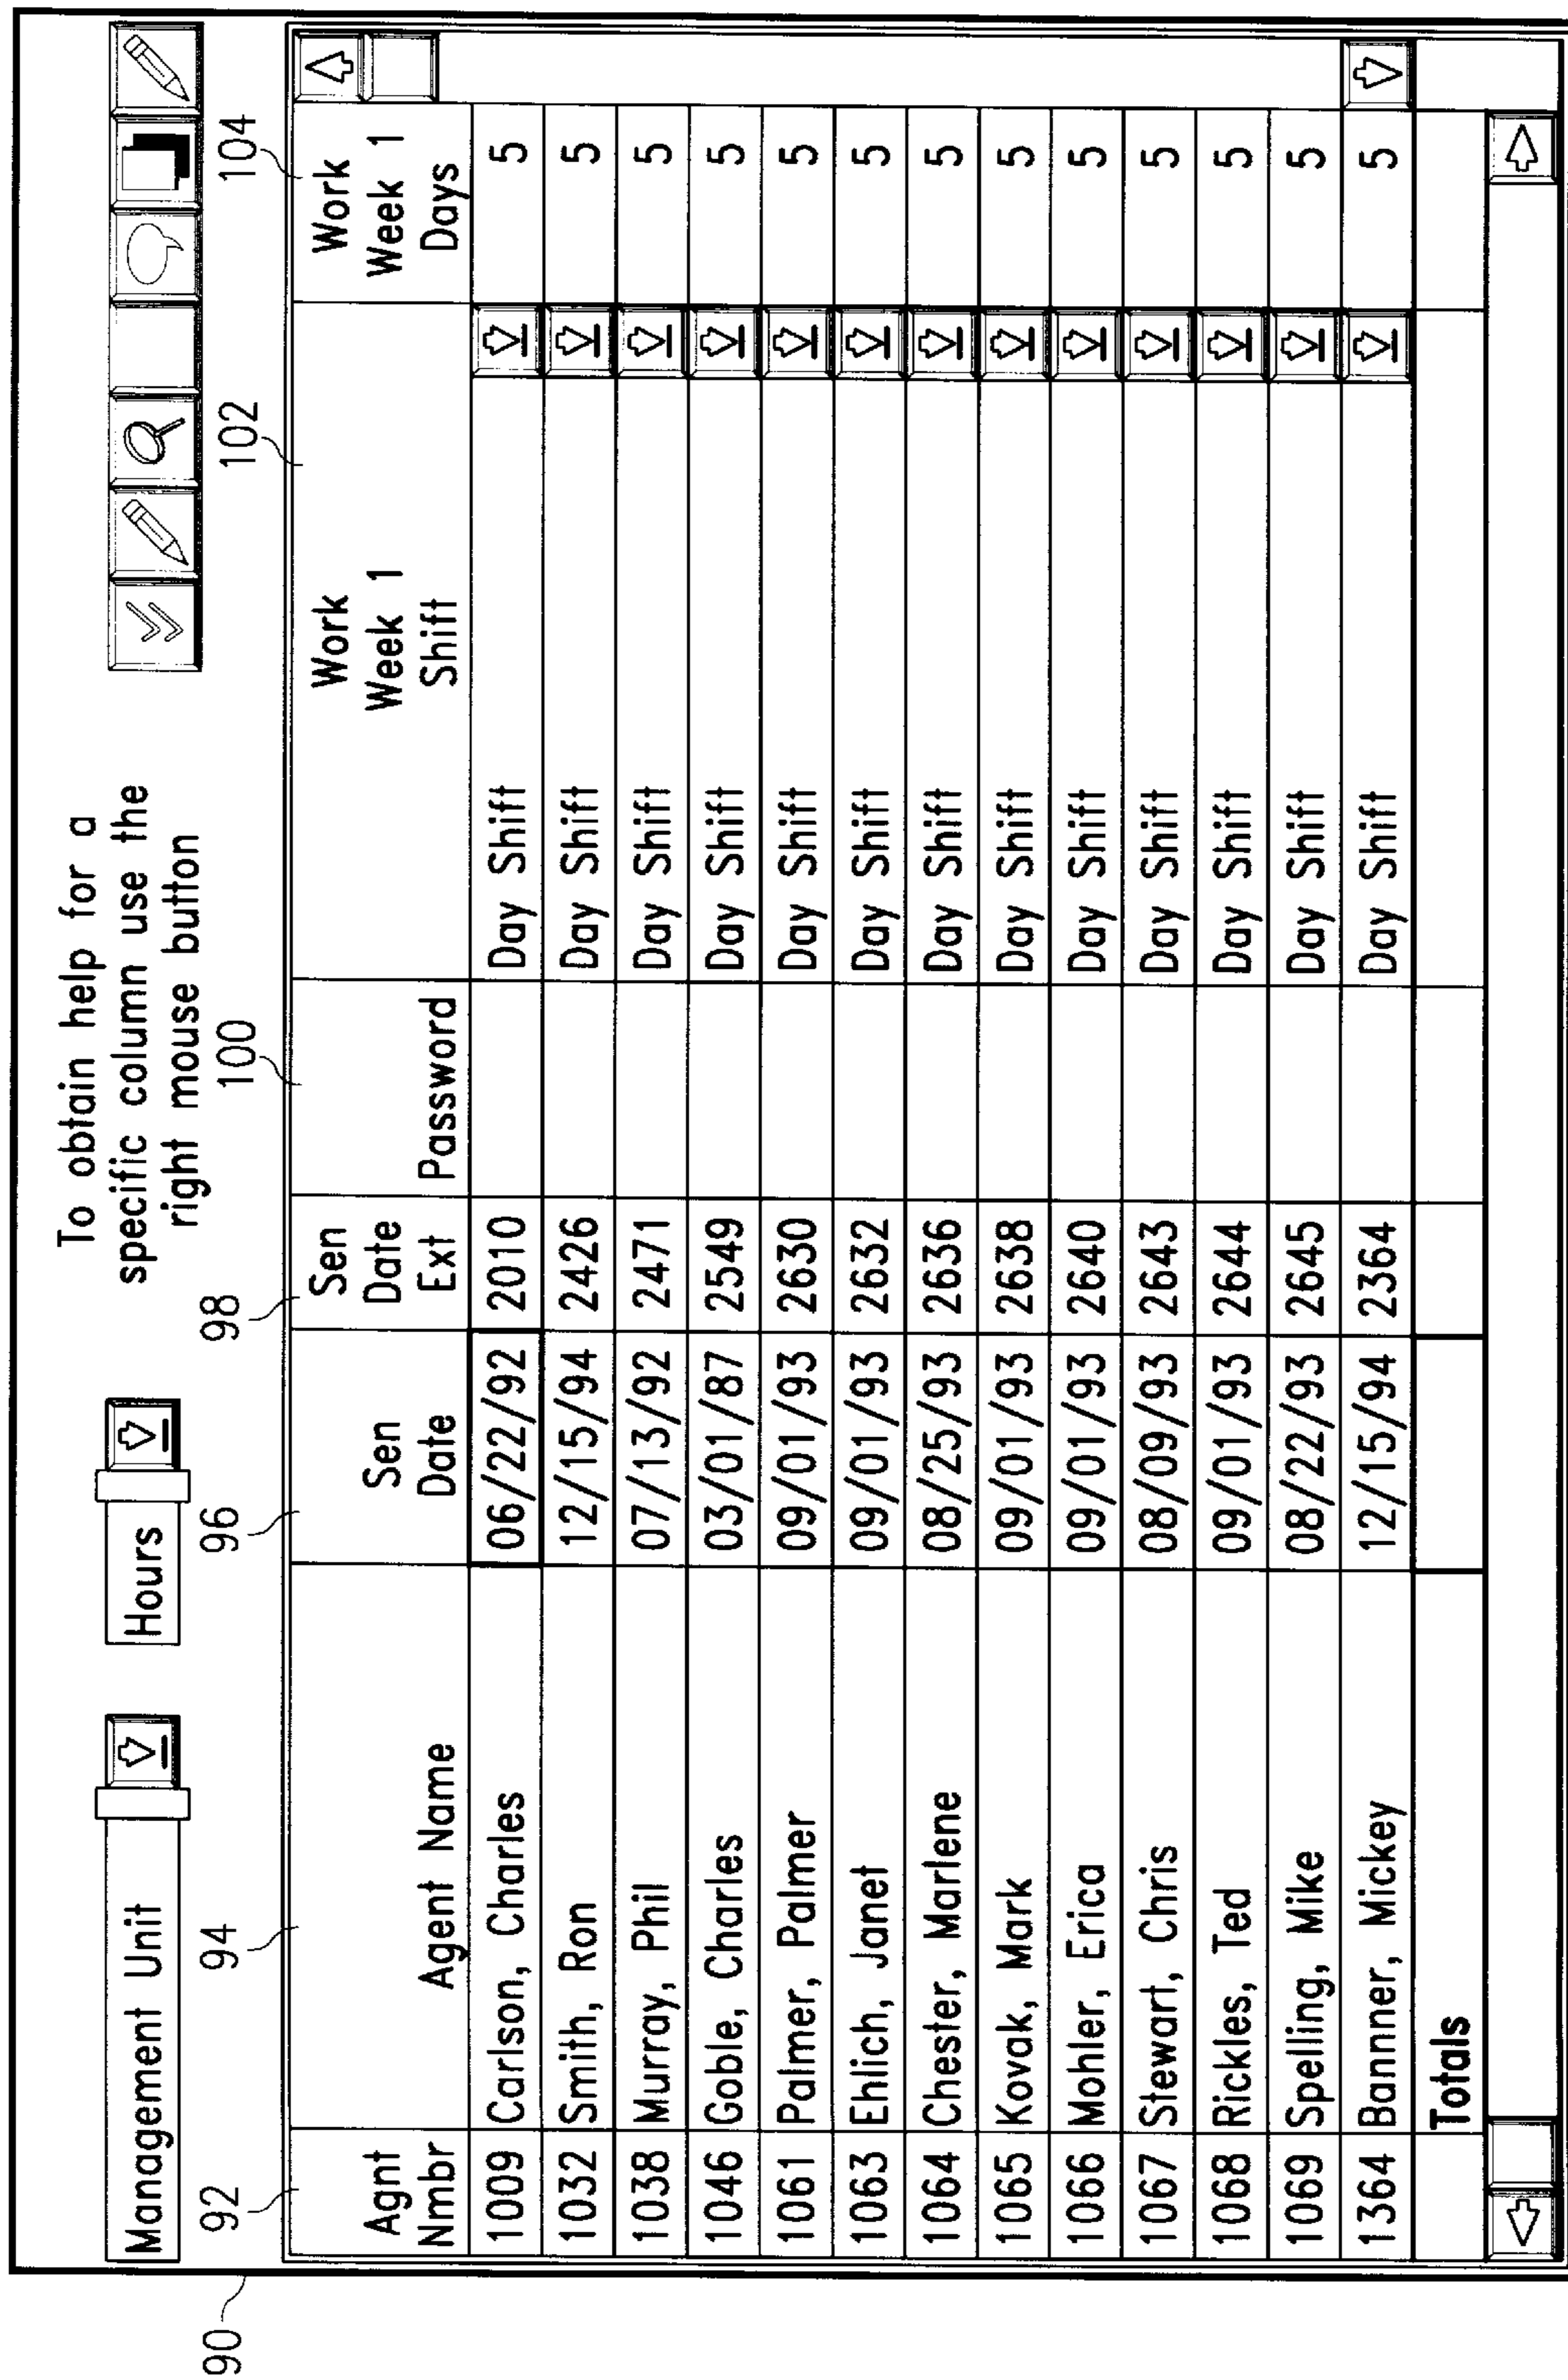 To obtain help for a
Management Unit Hours specific column use the
right mouse button
90
92 94 96 98 100 102 104
Agnt Nmbr Agent Name Sen Date Sen Date Ext Password Work Week 1 Shift Work Week 1 Days
1009 Carlson, Charles 06/22/92 2010 Day Shift 5
1032 Smith, Ron 12/15/94 2426 Day Shift 5
1038 Murray, Phil 07/13/92 2471 Day Shift 5
1046 Goble, Charles 03/01/87 2549 Day Shift 5
1061 Palmer, Palmer 09/01/93 2630 Day Shift 5
1063 Ehlich, Janet 09/01/93 2632 Day Shift 5
1064 Chester, Marlene 08/25/93 2636 Day Shift 5
1065 Kovak, Mark 09/01/93 2638 Day Shift 5
1066 Mohler, Erica 09/01/93 2640 Day Shift 5
1067 Stewart, Chris 08/09/93 2643 Day Shift 5
1068 Rickles, Ted 09/01/93 2644 Day Shift 5
1069 Spelling, Mike 08/22/93 2645 Day Shift 5
1364 Bannner, Mickey 12/15/94 2364 Day Shift 5
Totals